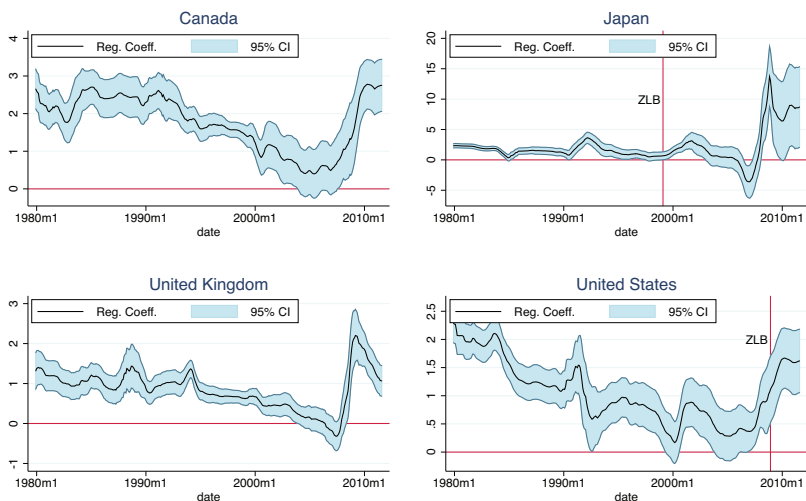 Canada
Reg. Coeff. 95% CI
4
3
2
1
0
1980m1 1990m1 2000m1 2010m1
date
Japan
Reg. Coeff. 95% CI
20
15
10
5
0
-5
ZLB
1980m1 1990m1 2000m1 2010m1
date
United Kingdom
Reg. Coeff. 95% CI
3
2
1
0
-1
1980m1 1990m1 2000m1 2010m1
date
United States
Reg. Coeff. 95% CI
2.5
2
1.5
1
.5
0
ZLB
1980m1 1990m1 2000m1 2010m1
date